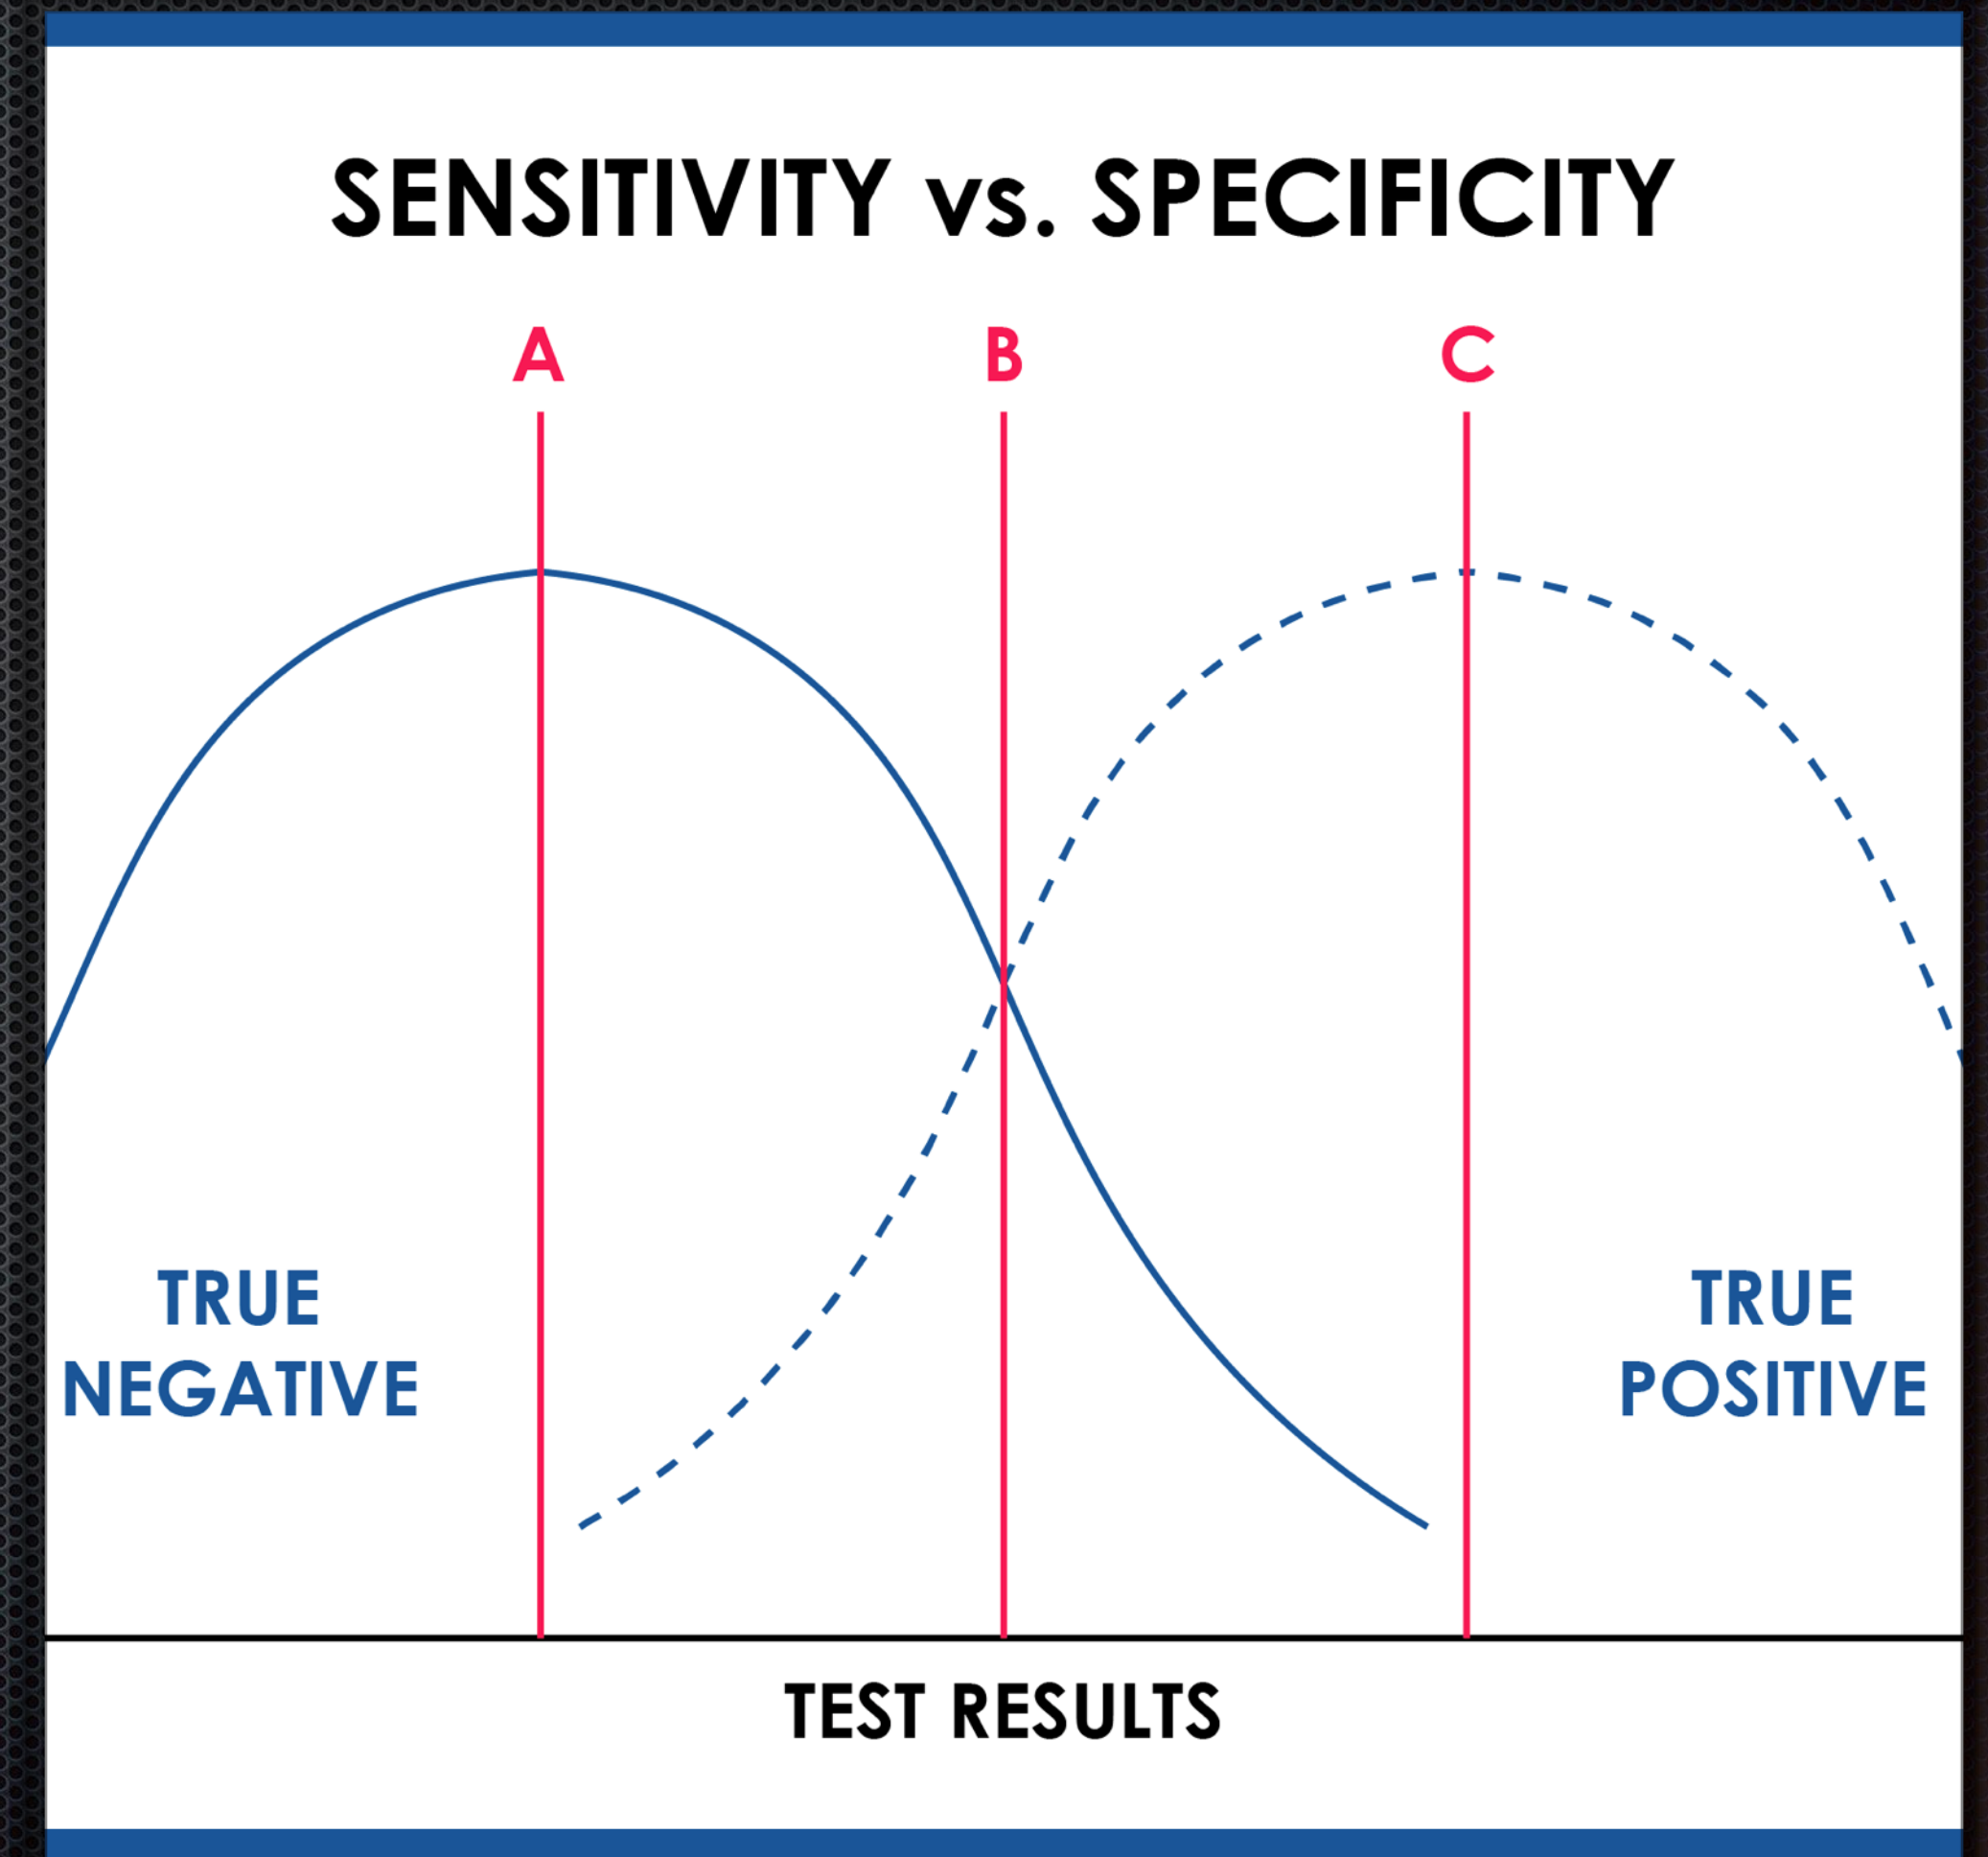 SENSITIVITY vs. SPECIFICITY
A B C
TRUE
NEGATIVE
TRUE
POSITIVE
TEST RESULTS